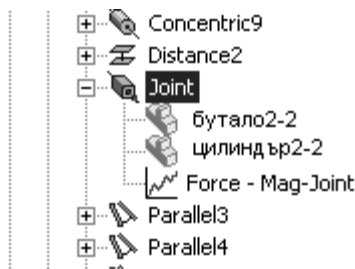 Concentric9
Distance2
Joint
бутало2-2
цилиндър2-2
Force - Mag-Joint
Parallel3
Parallel4